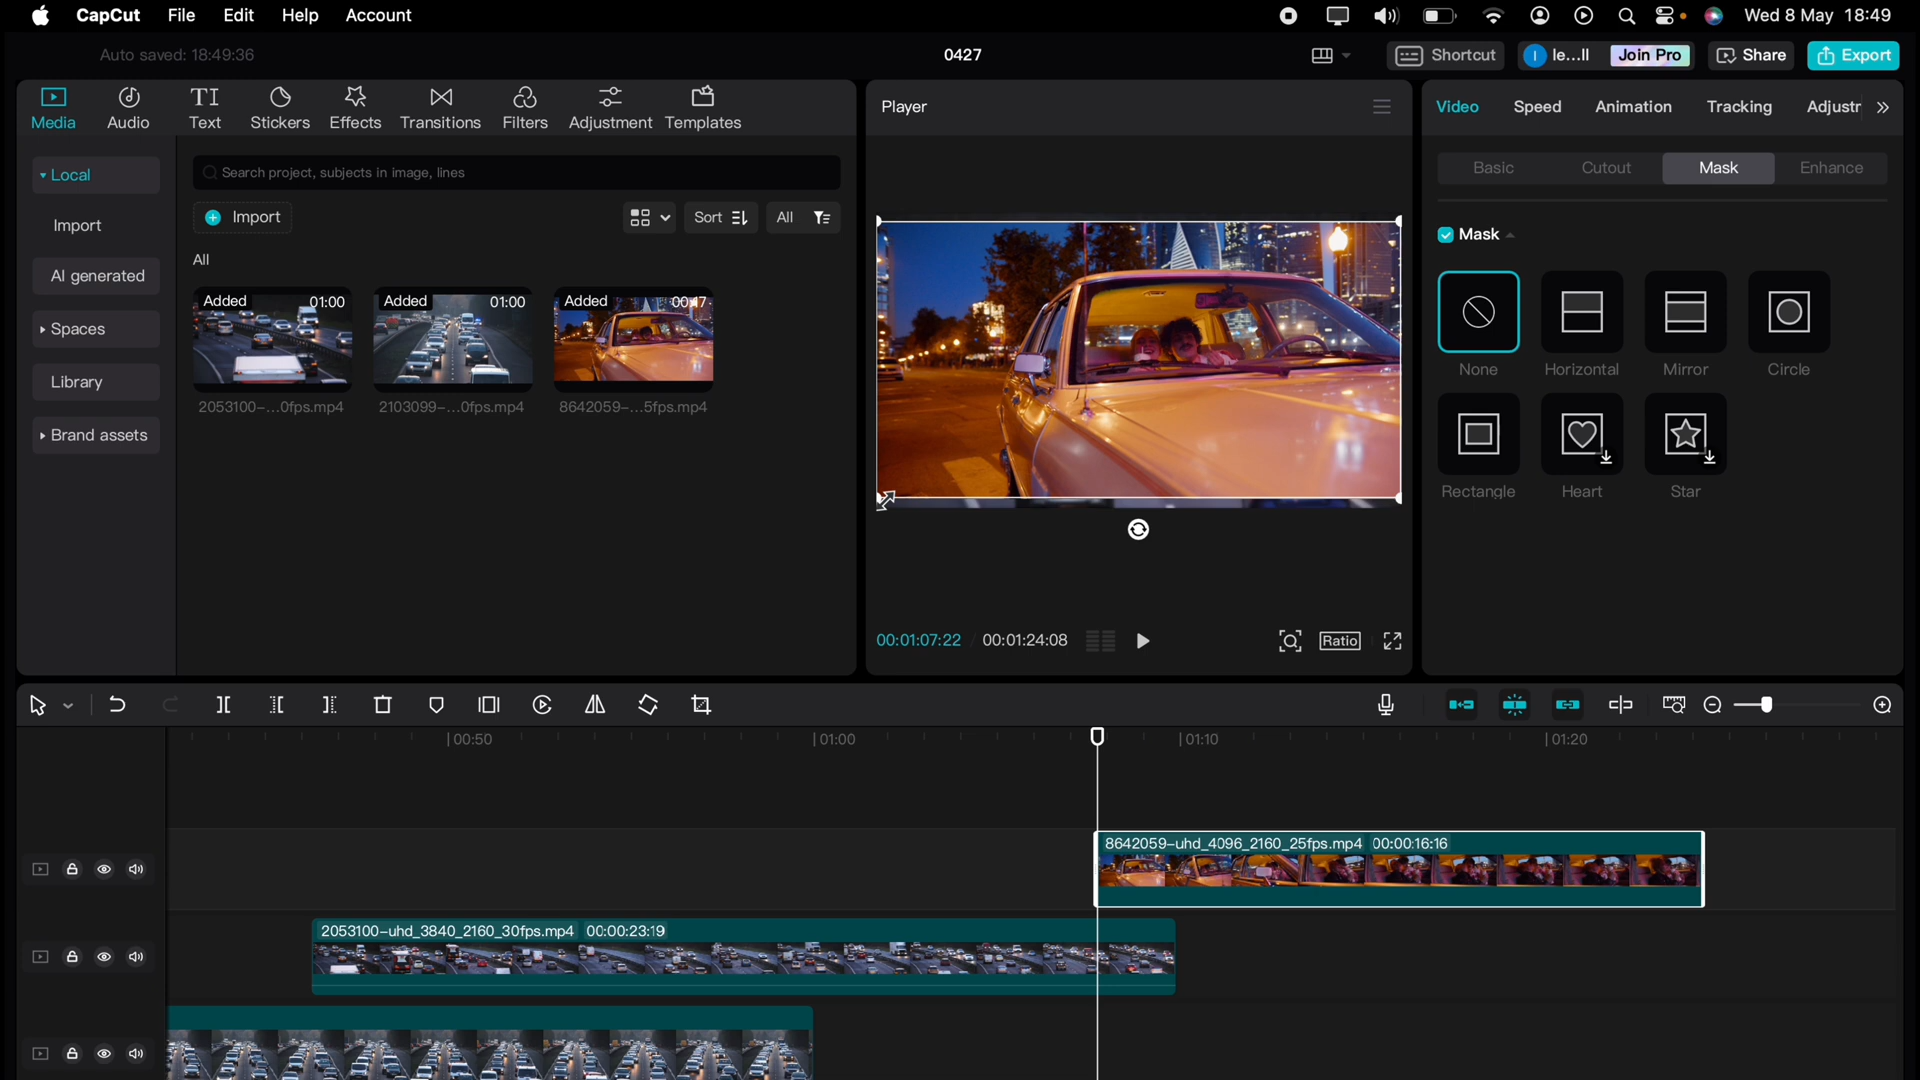 CapCut File Edit Help Account Wed 8 May 18:49
Auto saved: 18:49:36 0427 Shortcut le...ll Join Pro Share Export
Media Audio Text Stickers Effects Transitions Filters Adjustment Templates
Local
Import
AI generated
Spaces
Library
Brand assets
Search project, subjects in image, lines
Import Sort All
All
Added 01:00 Added 01:00 Added 00:17
2053100-...0fps.mp4 2103099-...0fps.mp4 8642059-...5fps.mp4
Player
00:01:07:22 00:01:24:08 Ratio
Video Speed Animation Tracking Adjustr
Basic Cutout Mask Enhance
Mask
None Horizontal Mirror Circle
Rectangle Heart Star
00:50 01:00 01:10 01:20
8642059-uhd_4096_2160_25fps.mp4 00:00:16:16
2053100-uhd_3840_2160_30fps.mp4 00:00:23:19